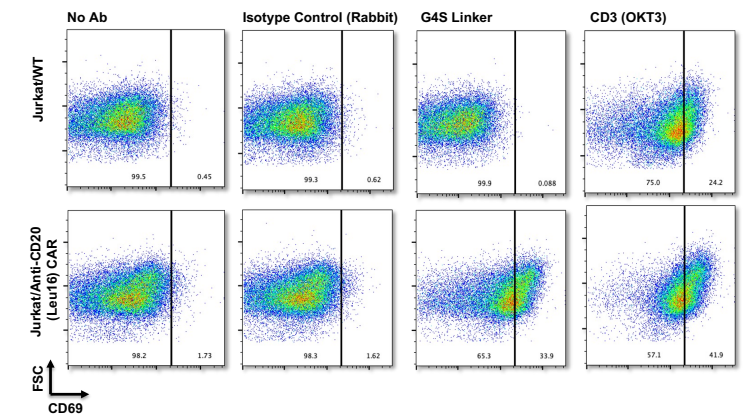 No Ab
Isotype Control (Rabbit)
G4S Linker
CD3 (OKT3)
Jurkat/WT
99.5
0.45
99.3
0.62
99.9
0.088
75.0
24.2
Jurkat/Anti-CD20
(Leu16) CAR
98.2
1.73
98.3
1.62
65.3
33.9
57.1
41.9
FSC
CD69